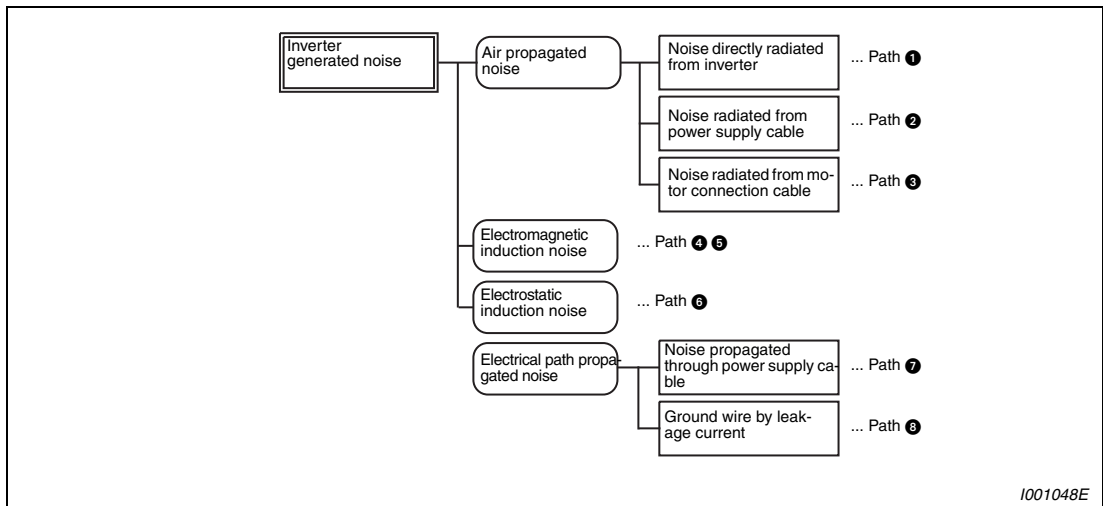 Inverter
generated noise
Air propagated
noise
Noise directly radiated
from inverter
... Path ❶
Noise radiated from
power supply cable
... Path ❷
Noise radiated from mo-
tor connection cable
... Path ❸
Electromagnetic
induction noise
... Path ❹ ❺
Electrostatic
induction noise
... Path ❻
Electrical path propa-
gated noise
Noise propagated
through power supply ca-
ble
... Path ❼
Ground wire by leak-
age current
... Path ❽
I001048E